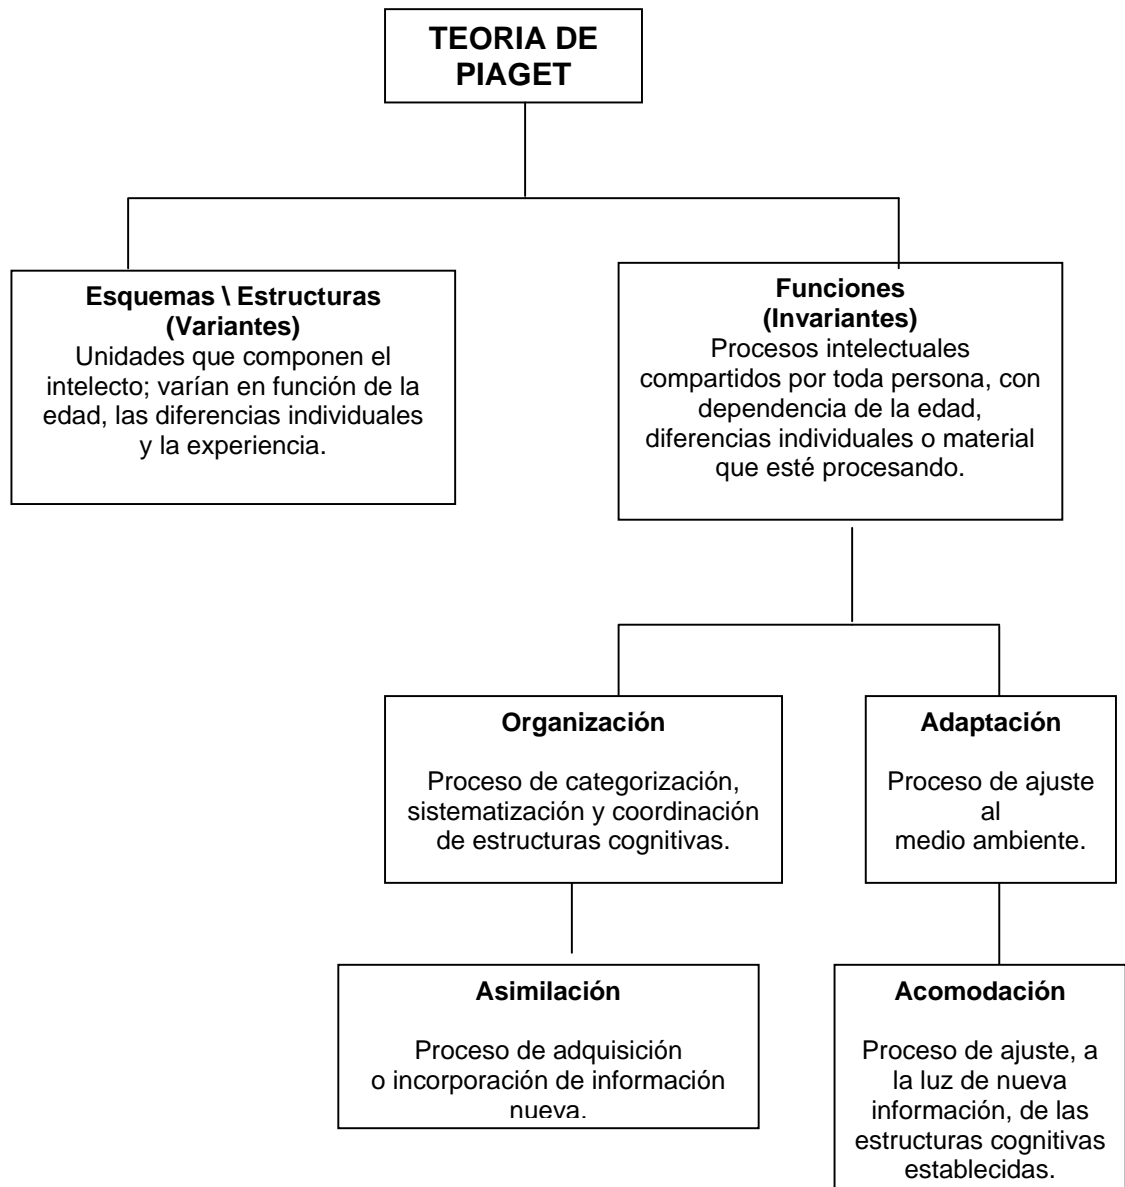 TEORIA DE
PIAGET
Esquemas \ Estructuras
(Variantes)
Unidades que componen el
intelecto; varían en función de la
edad, las diferencias individuales
y la experiencia.
Funciones
(Invariantes)
Procesos intelectuales
compartidos por toda persona, con
dependencia de la edad,
diferencias individuales o material
que esté procesando.
Organización
Proceso de categorización,
sistematización y coordinación
de estructuras cognitivas.
Adaptación
Proceso de ajuste
al
medio ambiente.
Asimilación
Proceso de adquisición
o incorporación de información
nueva.
Acomodación
Proceso de ajuste, a
la luz de nueva
información, de las
estructuras cognitivas
establecidas.